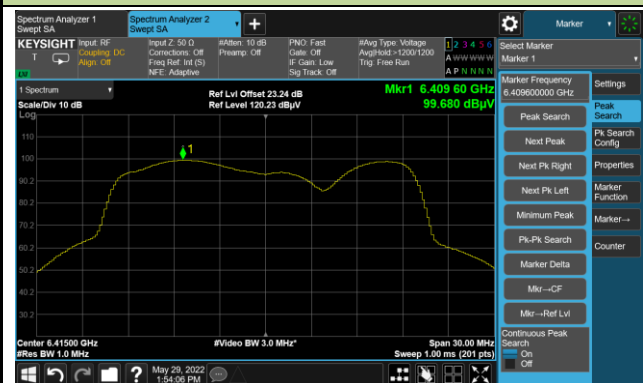 Spectrum Analyzer 1
Swept SA
Spectrum Analyzer 2
Swept SA
+
Marker
KEYSIGHT
T
Input: RF
Coupling: DC
Align: Off
Input Z: 50 Ω
Corrections: Off
Freq Ref: Int (S)
NFE: Adaptive
#Atten: 10 dB
Preamp: Off
PNO: Fast
Gate: Off
IF Gain: Low
Sig Track: Off
#Avg Type: Voltage
Avg|Hold:>1200/1200
Trig: Free Run
1 2 3 4 5 6
A W W W W W
A P N N N N
Select Marker
Marker 1
1 Spectrum
Scale/Div 10 dB
Log
Ref Lvl Offset 23.24 dB
Ref Level 120.23 dBµV
Mkr1 6.409 60 GHz
99.680 dBµV
110
100
90.2
80.2
70.2
60.2
50.2
40.2
30.2
1
Center 6.41500 GHz
#Res BW 1.0 MHz
#Video BW 3.0 MHz*
Span 30.00 MHz
Sweep 1.00 ms (201 pts)
Marker Frequency
6.409600000 GHz
Peak Search
Next Peak
Next Pk Right
Next Pk Left
Minimum Peak
Pk-Pk Search
Marker Delta
Mkr→CF
Mkr→Ref Lvl
Continuous Peak
Search
On
Off
Settings
Peak
Search
Pk Search
Config
Properties
Marker
Function
Marker→
Counter
?
May 29, 2022
1:54:06 PM